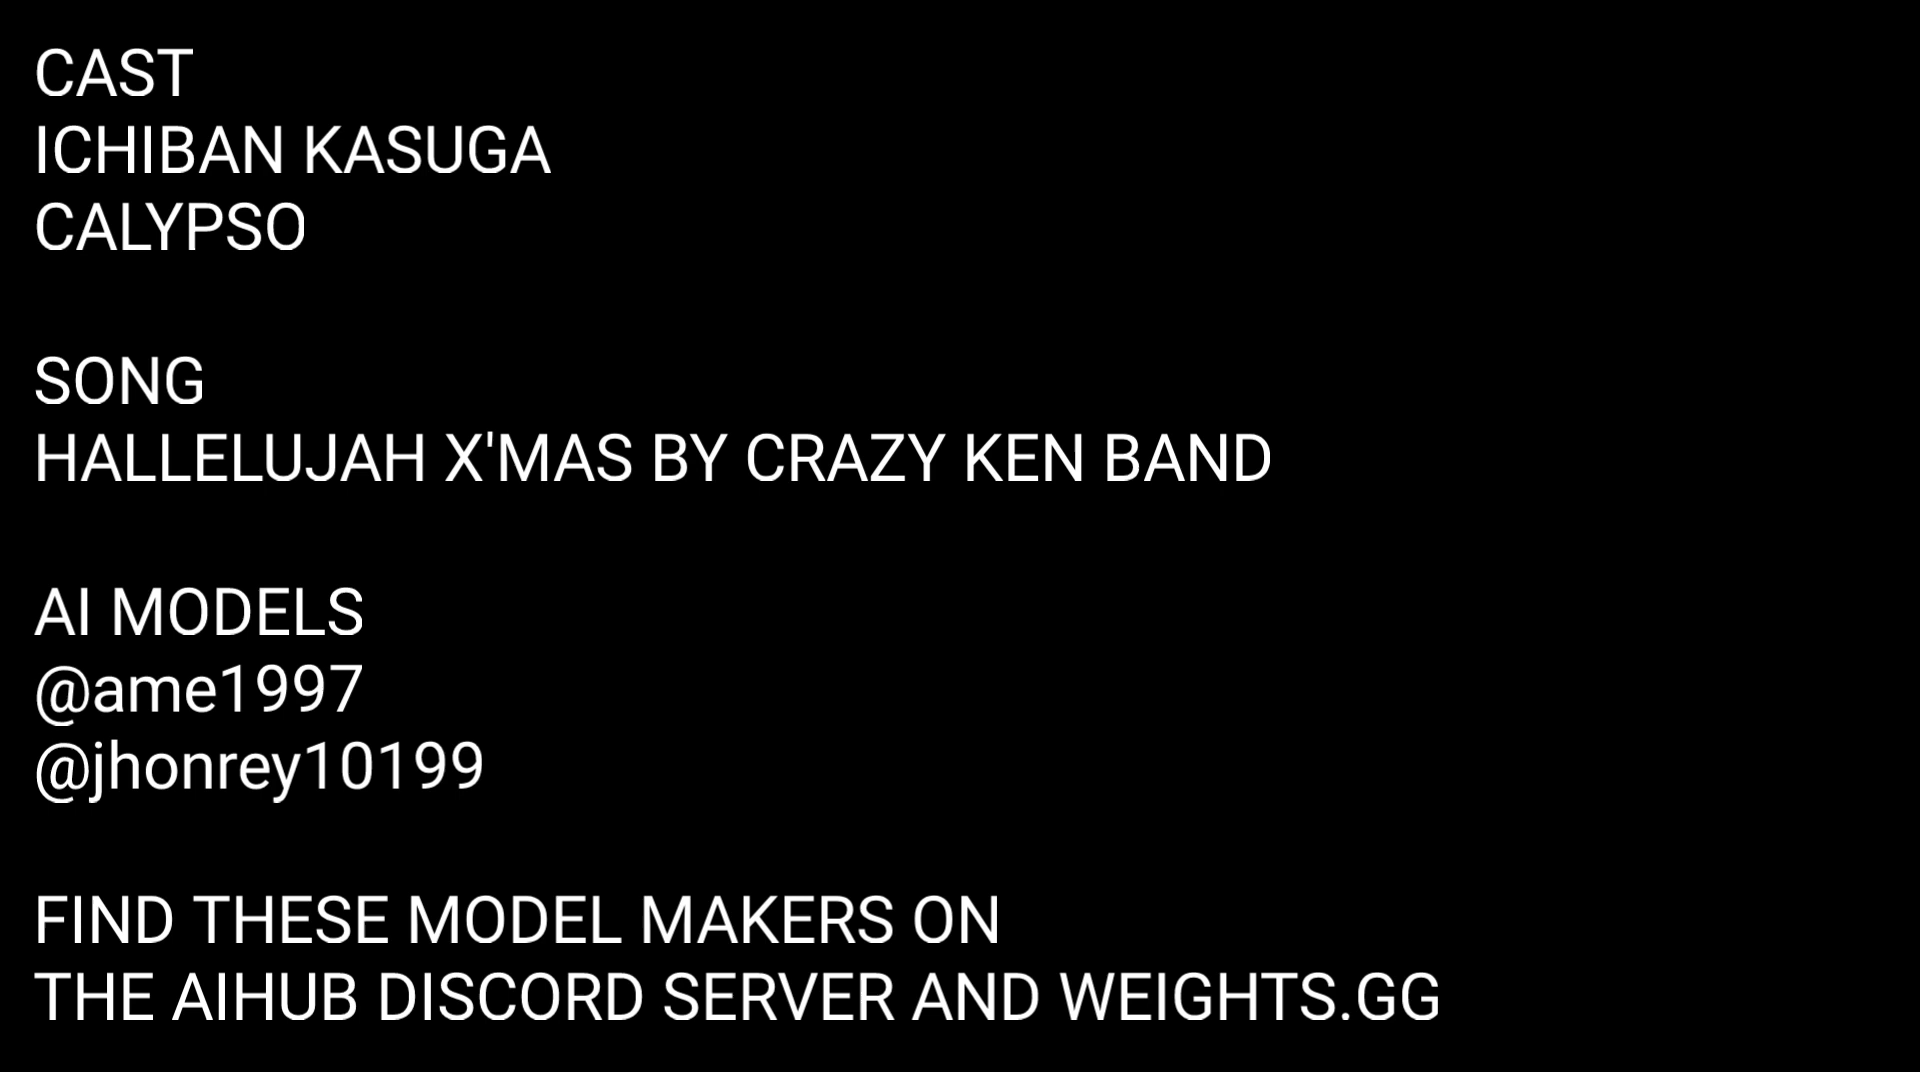 CAST
ICHIBAN KASUGA
CALYPSO
SONG
HALLELUJAH X'MAS BY CRAZY KEN BAND
AI MODELS
@ame1997
@jhonrey10199
FIND THESE MODEL MAKERS ON
THE AIHUB DISCORD SERVER AND WEIGHTS.GG